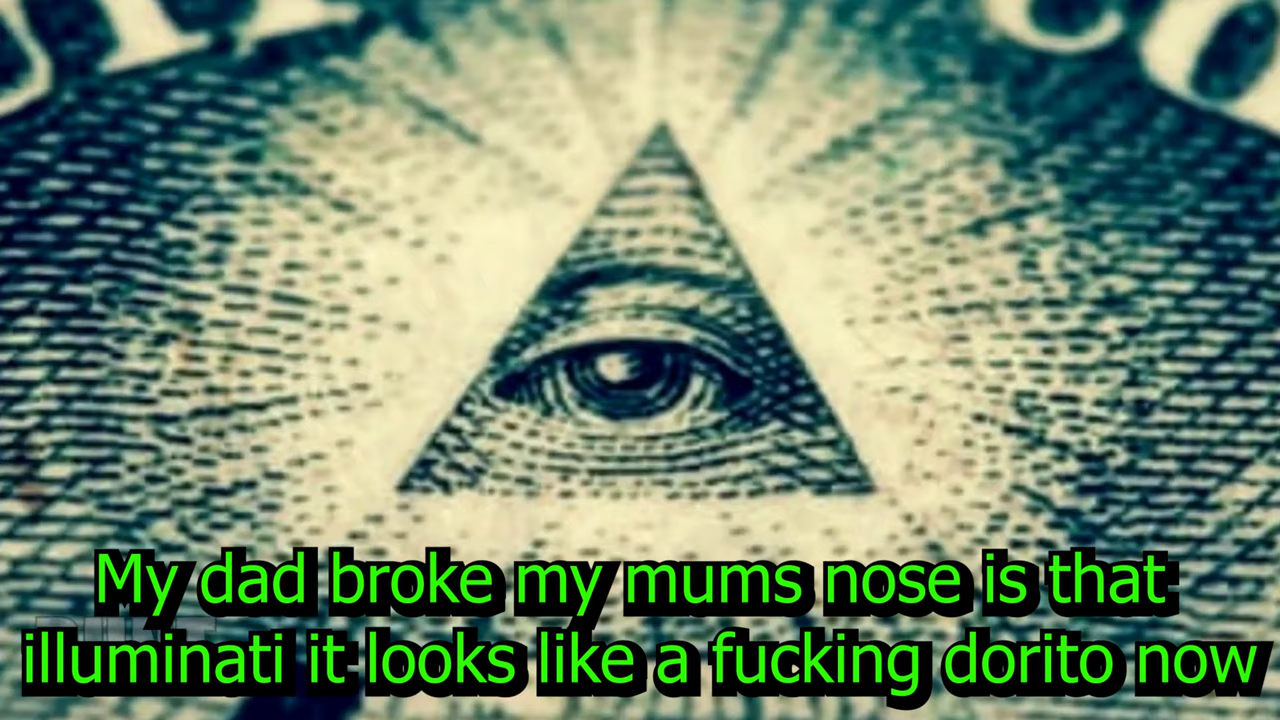 My dad broke my mums nose is that
illuminati it looks like a fucking dorito now